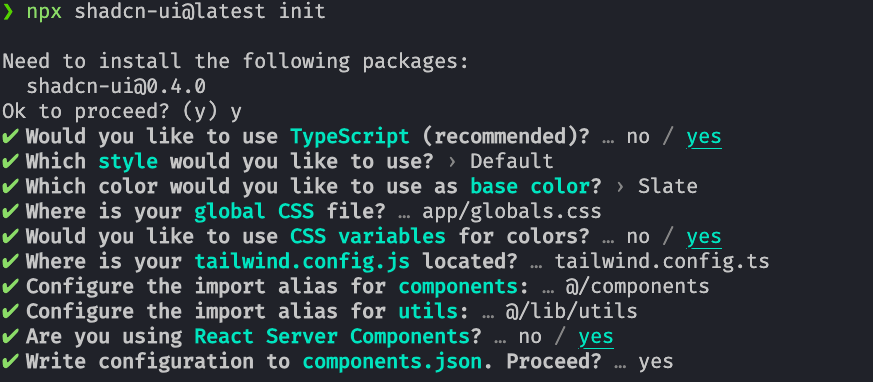 ❯ npx shadcn-ui@latest init
Need to install the following packages:
shadcn-ui@0.4.0
Ok to proceed? (y) y
✔ Would you like to use TypeScript (recommended)? … no / yes
✔ Which style would you like to use? › Default
✔ Which color would you like to use as base color? › Slate
✔ Where is your global CSS file? … app/globals.css
✔ Would you like to use CSS variables for colors? … no / yes
✔ Where is your tailwind.config.js located? … tailwind.config.ts
✔ Configure the import alias for components: … @/components
✔ Configure the import alias for utils: … @/lib/utils
✔ Are you using React Server Components? … no / yes
✔ Write configuration to components.json. Proceed? … yes